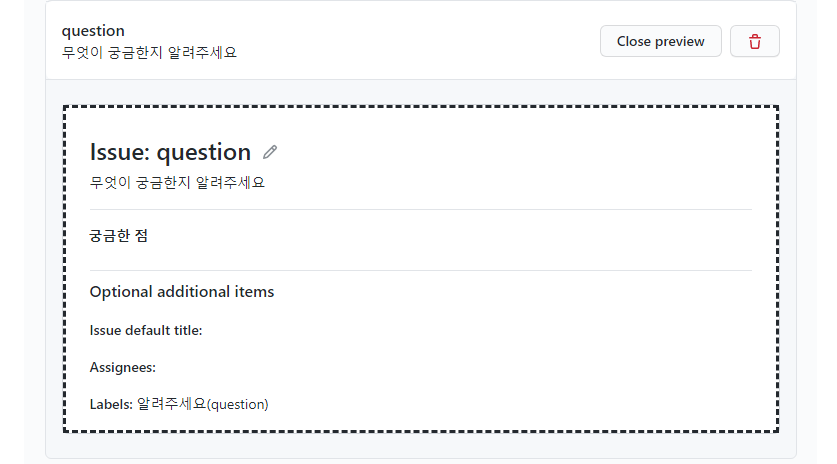 question
무엇이 궁금한지 알려주세요
Close preview
Issue: question
무엇이 궁금한지 알려주세요
궁금한 점
Optional additional items
Issue default title:
Assignees:
Labels: 알려주세요(question)